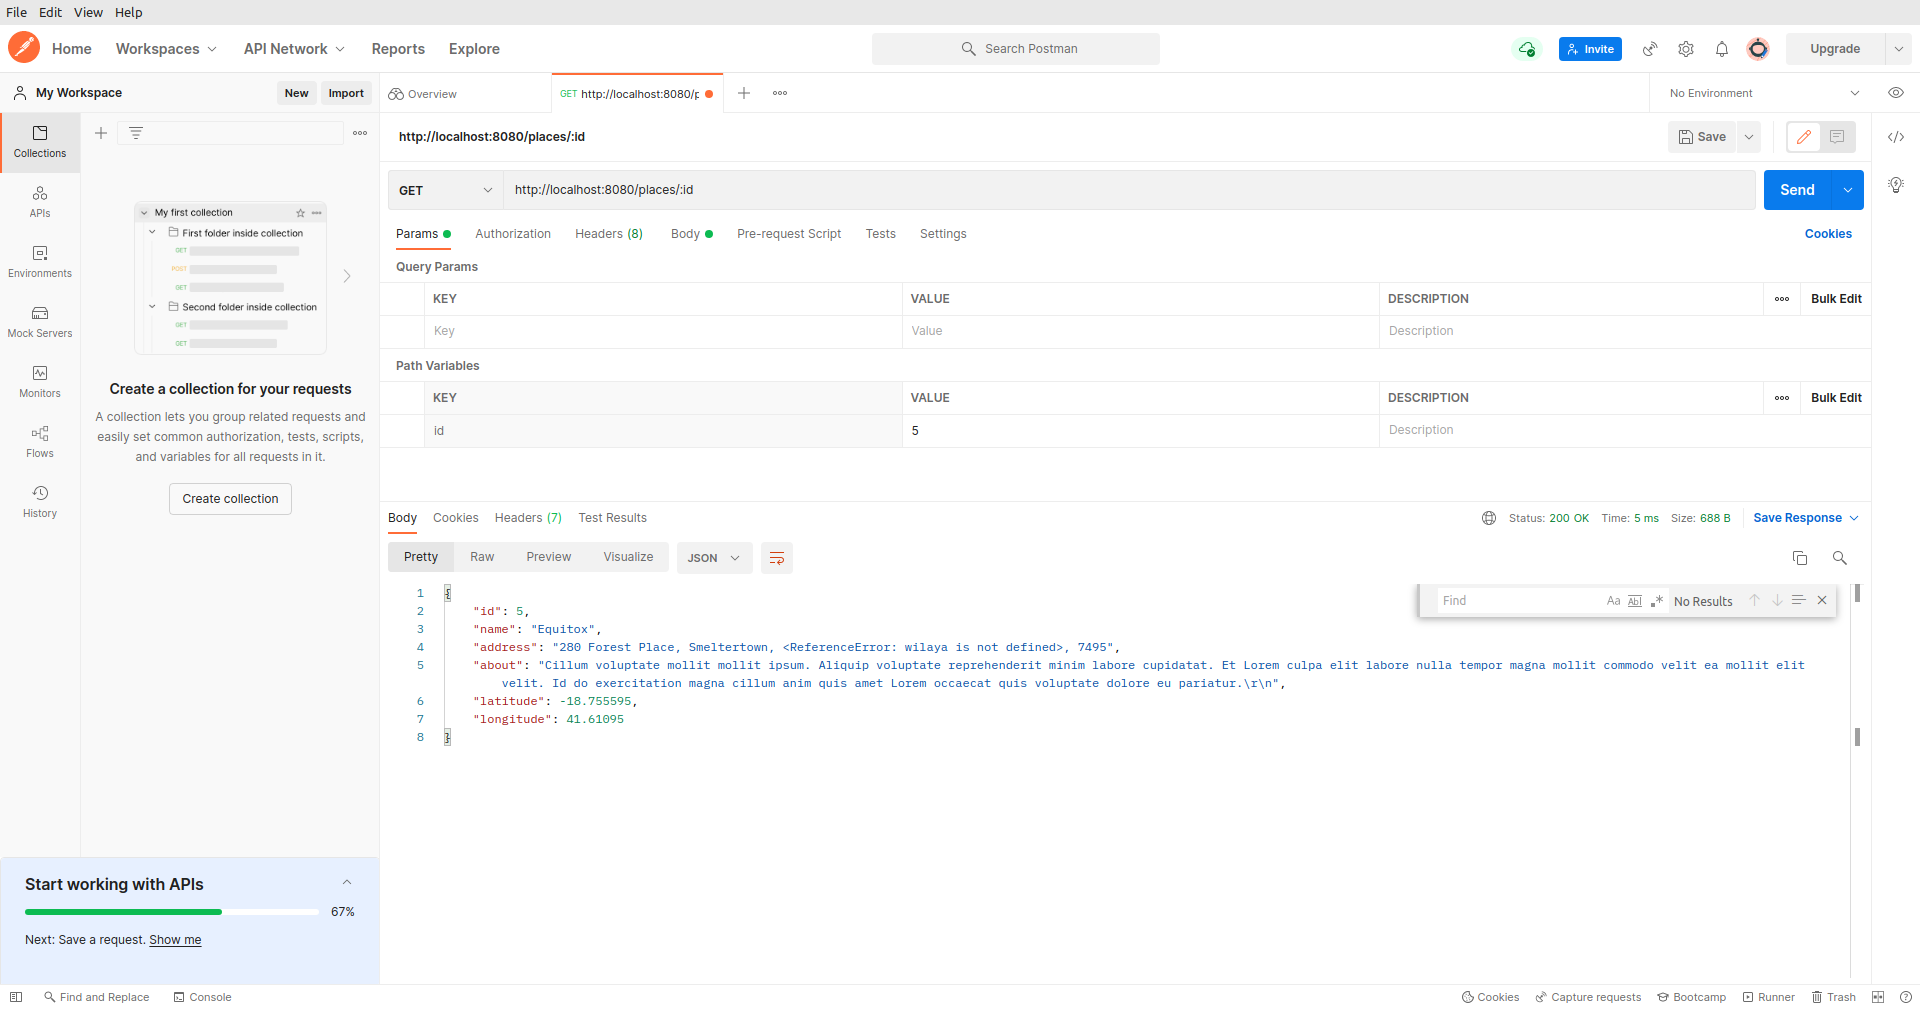 File Edit View Help
Home Workspaces API Network Reports Explore Search Postman Invite Upgrade
My Workspace New Import Overview GET http://localhost:8080/p No Environment
http://localhost:8080/places/:id Save
Collections
APIs
Environments
Mock Servers
Monitors
Flows
History
My first collection
First folder inside collection
GET
POST
GET
Second folder inside collection
GET
GET
Create a collection for your requests
A collection lets you group related requests and
easily set common authorization, tests, scripts,
and variables for all requests in it.
Create collection
Start working with APIs
67%
Next: Save a request. Show me
GET http://localhost:8080/places/:id Send
Params Authorization Headers (8) Body Pre-request Script Tests Settings Cookies
Query Params
KEY VALUE DESCRIPTION Bulk Edit
Key Value Description
Path Variables
KEY VALUE DESCRIPTION Bulk Edit
id 5 Description
Body Cookies Headers (7) Test Results Status: 200 OK Time: 5 ms Size: 688 B Save Response
Pretty Raw Preview Visualize JSON
Find Aa Abl .* No Results
1 {
2 "id": 5,
3 "name": "Equitox",
4 "address": "280 Forest Place, Smeltertown, <ReferenceError: wilaya is not defined>, 7495",
5 "about": "Cillum voluptate mollit mollit ipsum. Aliquip voluptate reprehenderit minim labore cupidatat. Et Lorem culpa elit labore nulla tempor magna mollit commodo velit ea mollit elit
velit. Id do exercitation magna cillum anim quis amet Lorem occaecat quis voluptate dolore eu pariatur.\r\n",
6 "latitude": -18.755595,
7 "longitude": 41.61095
8 }
Find and Replace Console Cookies Capture requests Bootcamp Runner Trash